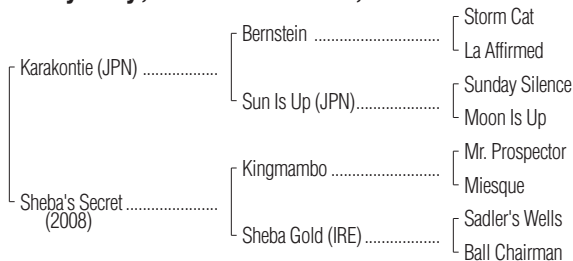 Storm Cat
Bernstein ....................
La Affirmed
Karakontie (JPN) ..................
Sunday Silence
Sun Is Up (JPN)....................
Moon Is Up
Mr. Prospector
Kingmambo ....................
Miesque
Sheba's Secret......................
(2008)
Sadler's Wells
Sheba Gold (IRE)..................
Ball Chairman